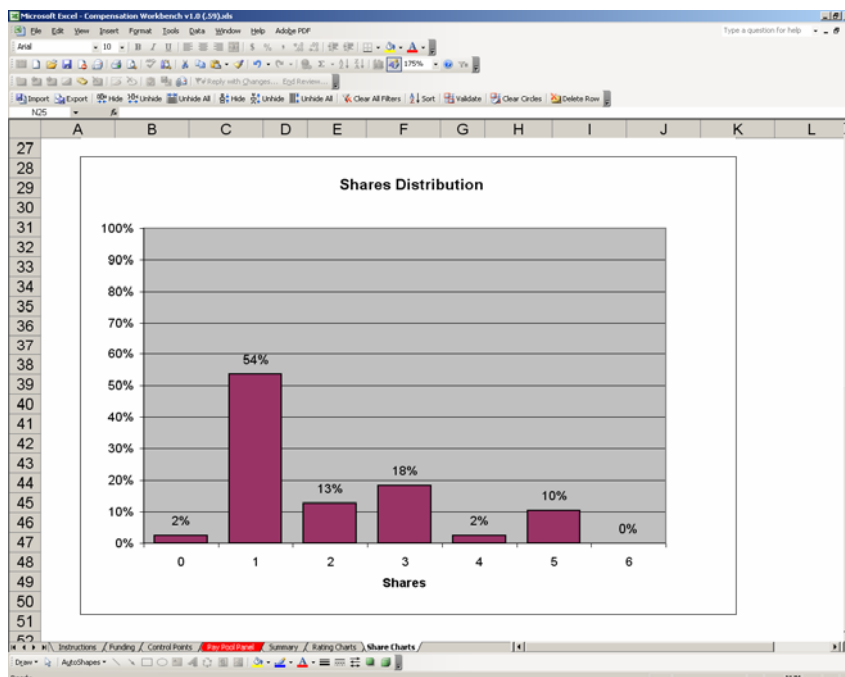 Microsoft Excel - Compensation Workbench v1.0 (.59).xls
File Edit View Insert Format Tools Data Window Help Adobe PDF
Type a question for help
Arial 10 B I U $ % ,
175%
Reply with Changes... End Review...
Import Export Hide Unhide Unhide All Hide Unhide Unhide All Clear All Filters Sort Validate Clear Circles Delete Row
N25 fx
A B C D E F G H I J K L
27
28
29
30
31
32
33
34
35
36
37
38
39
40
41
42
43
44
45
46
47
48
49
50
51
52
Shares Distribution
100%
90%
80%
70%
60%
50%
40%
30%
20%
10%
0%
2% 54% 13% 18% 2% 10% 0%
0 1 2 3 4 5 6
Shares
Instructions Funding Control Points Pay Pool Panel Summary Rating Charts Share Charts
Draw AutoShapes